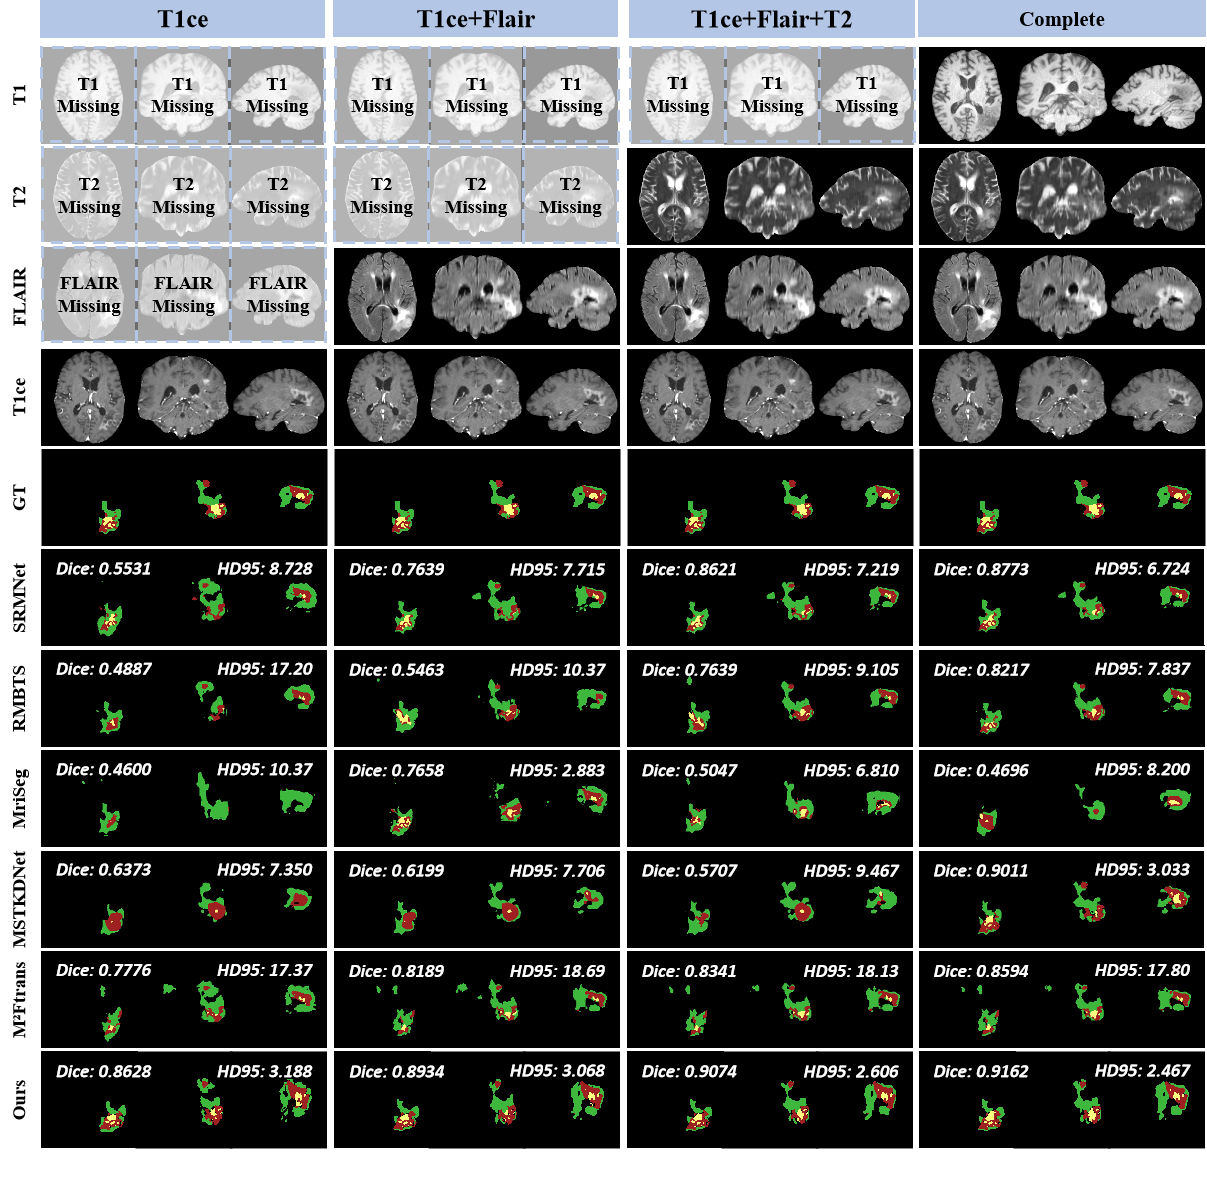 T1ce T1ce+Flair T1ce+Flair+T2 Complete
T1
T1 T1 T1 T1 T1 T1 T1 T1 T1
Missing Missing Missing Missing Missing Missing Missing Missing Missing
T2
T2 T2 T2 T2 T2 T2
Missing Missing Missing Missing Missing Missing
FLAIR
FLAIR FLAIR FLAIR
Missing Missing Missing
T1ce
GT
SRMNet
Dice: 0.5531 HD95: 8.728 Dice: 0.7639 HD95: 7.715 Dice: 0.8621 HD95: 7.219 Dice: 0.8773 HD95: 6.724
RMBTS
Dice: 0.4887 HD95: 17.20 Dice: 0.5463 HD95: 10.37 Dice: 0.7639 HD95: 9.105 Dice: 0.8217 HD95: 7.837
MriSeg
Dice: 0.4600 HD95: 10.37 Dice: 0.7658 HD95: 2.883 Dice: 0.5047 HD95: 6.810 Dice: 0.4696 HD95: 8.200
MSTKDNet
Dice: 0.6373 HD95: 7.350 Dice: 0.6199 HD95: 7.706 Dice: 0.5707 HD95: 9.467 Dice: 0.9011 HD95: 3.033
M²Ftrans
Dice: 0.7776 HD95: 17.37 Dice: 0.8189 HD95: 18.69 Dice: 0.8341 HD95: 18.13 Dice: 0.8594 HD95: 17.80
Ours
Dice: 0.8628 HD95: 3.188 Dice: 0.8934 HD95: 3.068 Dice: 0.9074 HD95: 2.606 Dice: 0.9162 HD95: 2.467